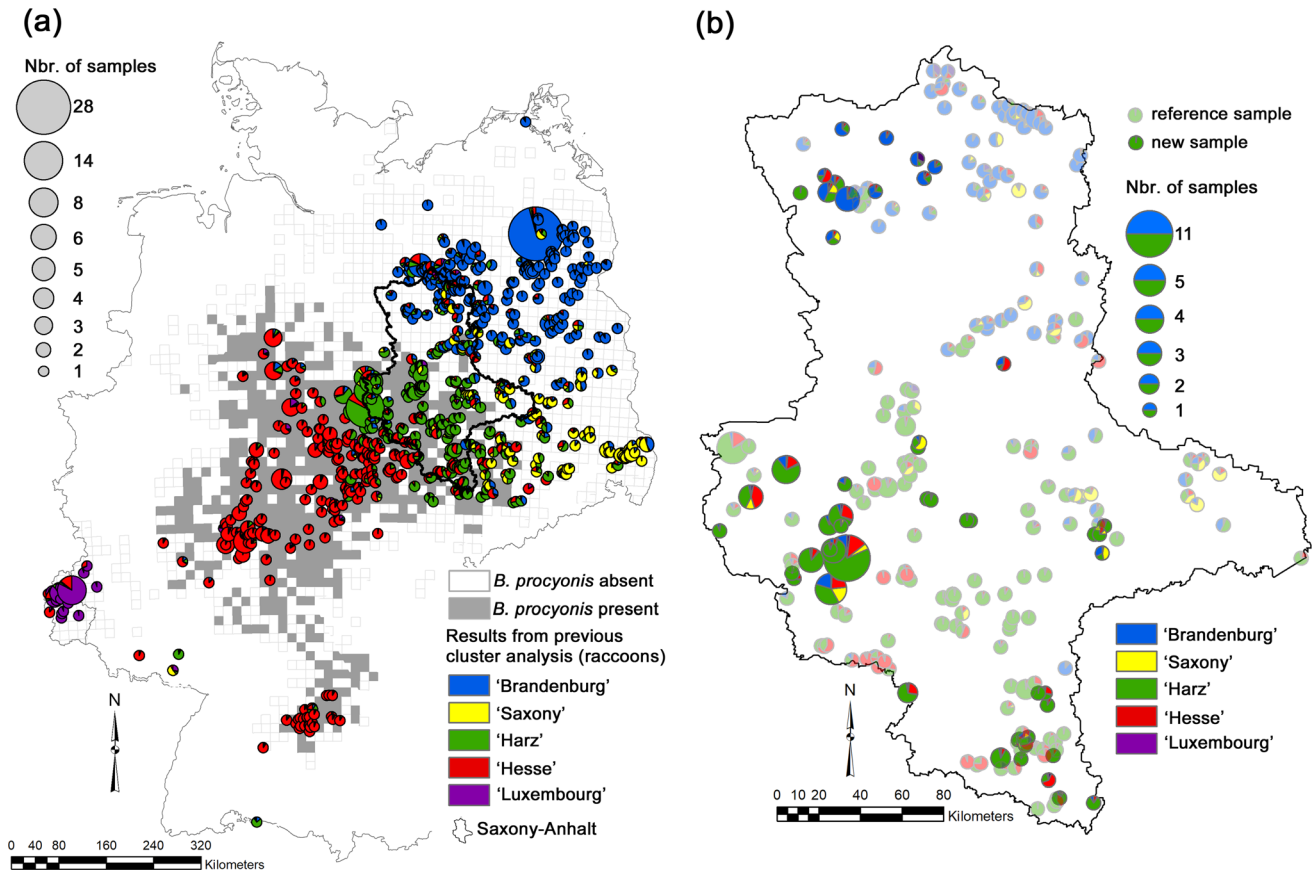 (a)
Nbr. of samples
28
14
8
6
5
4
3
2
1
B. procyonis absent
B. procyonis present
Results from previous
cluster analysis (raccoons)
'Brandenburg'
'Saxony'
'Harz'
'Hesse'
'Luxembourg'
Saxony-Anhalt
N
0 40 80 160 240 320
Kilometers
(b)
reference sample
new sample
Nbr. of samples
11
5
4
3
2
1
'Brandenburg'
'Saxony'
'Harz'
'Hesse'
'Luxembourg'
N
0 10 20 40 60 80
Kilometers